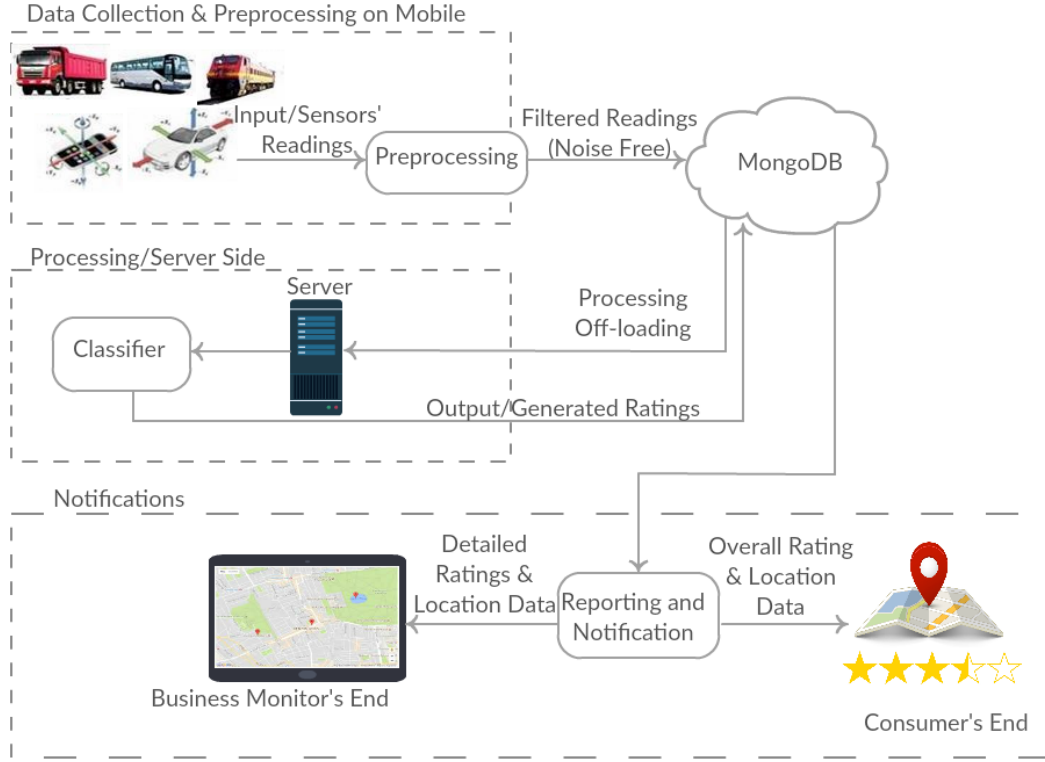 Data Collection & Preprocessing on Mobile
Input/Sensors'
Readings
Preprocessing
Filtered Readings
(Noise Free)
MongoDB
Processing/Server Side
Server
Classifier
Processing
Off-loading
Output/Generated Ratings
Notifications
Detailed
Ratings &
Location Data
Reporting and
Notification
Overall Rating
& Location
Data
Business Monitor's End
Consumer's End